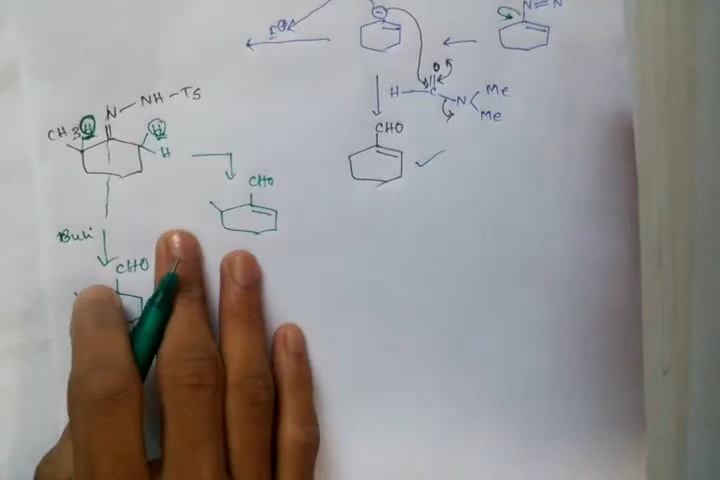 N=N
E⊕
⊖
O
H C N Me
Me
CHO
N NH-TS
CH3 H H
H
CHO
Buli
CHO